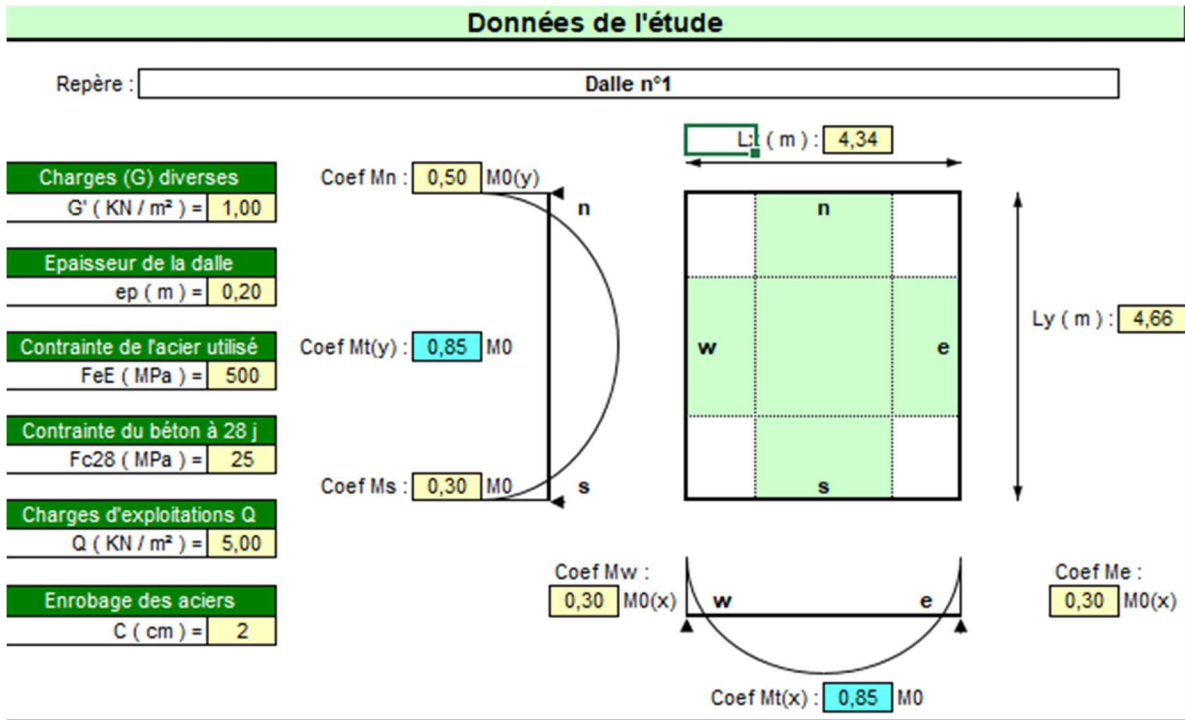 Données de l'étude
Repère : Dalle n°1
Lx ( m ) : 4,34
Charges (G) diverses
G' ( KN / m² ) = 1,00
Coef Mn : 0,50 M0(y)
n
n
Epaisseur de la dalle
ep ( m ) = 0,20
Ly ( m ) : 4,66
Contrainte de l'acier utilisé
FeE ( MPa ) = 500
Coef Mt(y) : 0,85 M0
w
e
Contrainte du béton à 28 j
Fc28 ( MPa ) = 25
Coef Ms : 0,30 M0
s
s
Charges d'exploitations Q
Q ( KN / m² ) = 5,00
Coef Mw :
0,30 M0(x)
w
e
Coef Me :
0,30 M0(x)
Enrobage des aciers
C ( cm ) = 2
Coef Mt(x) : 0,85 M0